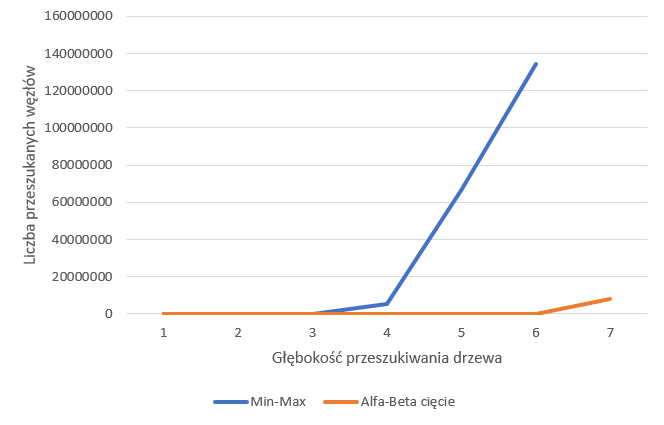 160000000
140000000
120000000
100000000
80000000
60000000
40000000
20000000
0
Liczba przeszukanych węzłów
1 2 3 4 5 6 7
Głębokość przeszukiwania drzewa
Min-Max Alfa-Beta cięcie